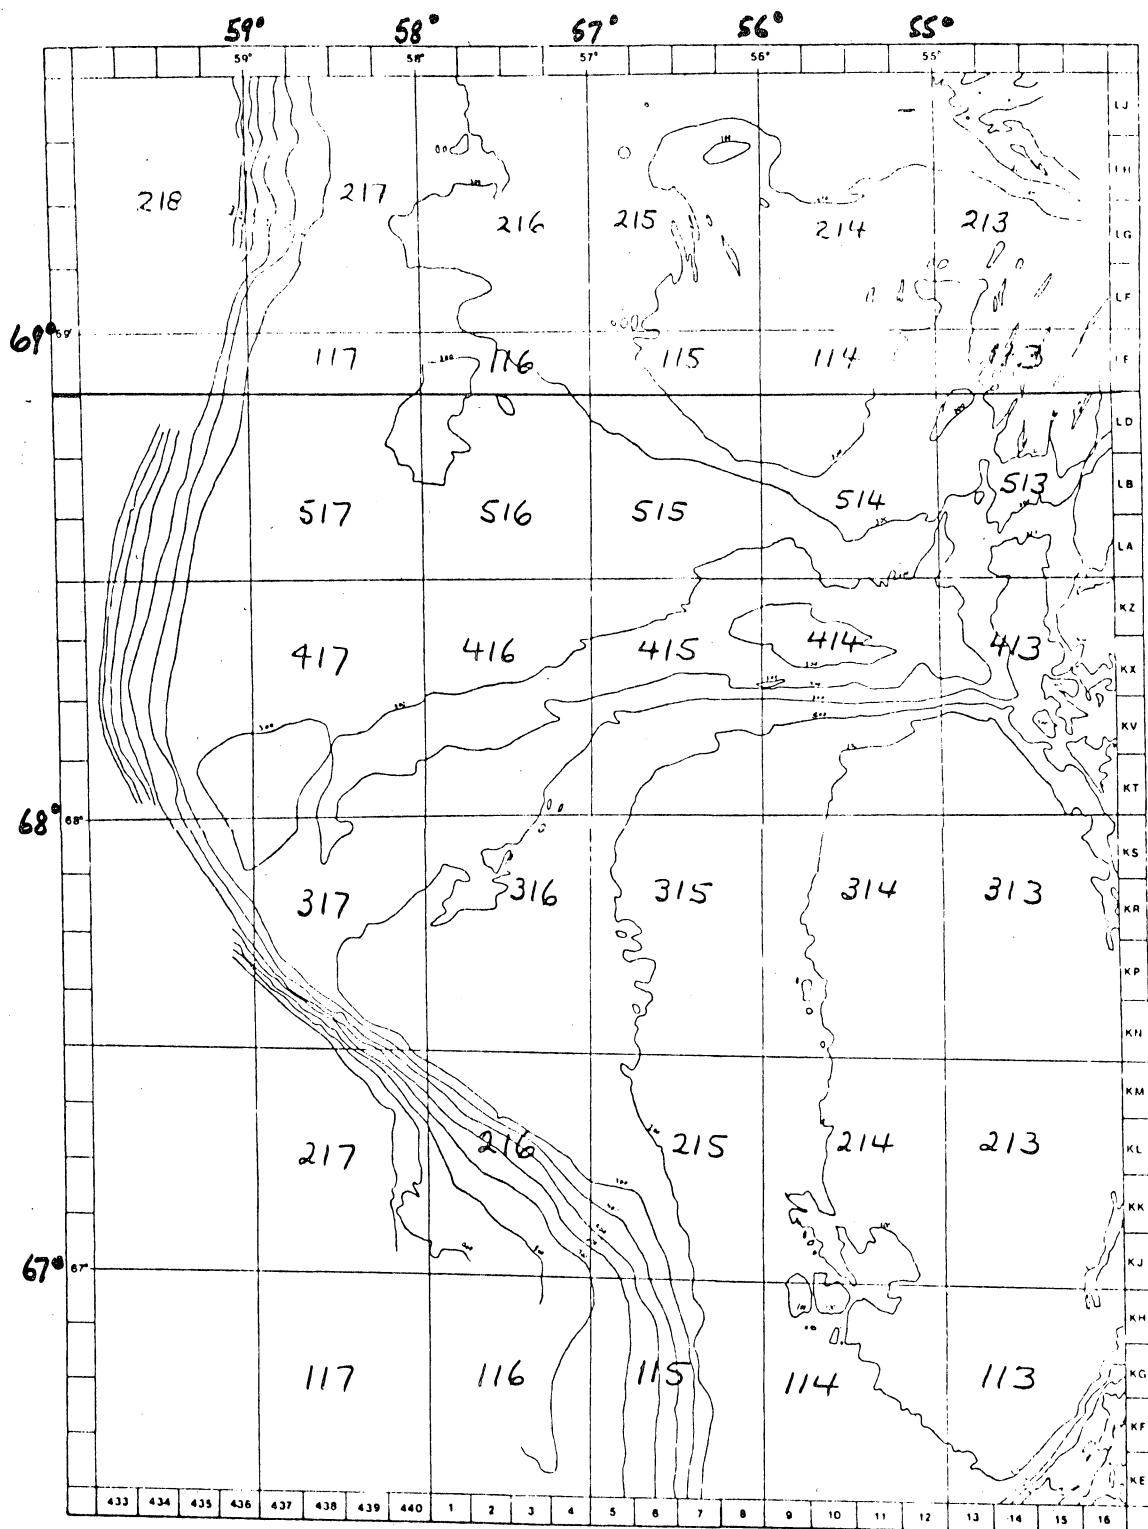 59° 58° 57° 56° 55°
59° 58° 57° 56° 55°
LJ
LH
218 217 216 215 214 213
LG
LF
69° 69°
117 116 115 114 113
LE
LD
517 516 515 514 513
LB
LA
KZ
417 416 415 414 413
KX
KV
300
KT
68° 68°
KS
317 316 315 314 313
KR
KP
KN
KM
217 216 215 214 213
KL
KK
67° 67°
KJ
KH
117 116 115 114 113
KG
KF
KE
433 434 435 436 437 438 439 440 1 2 3 4 5 6 7 8 9 10 11 12 13 14 15 16